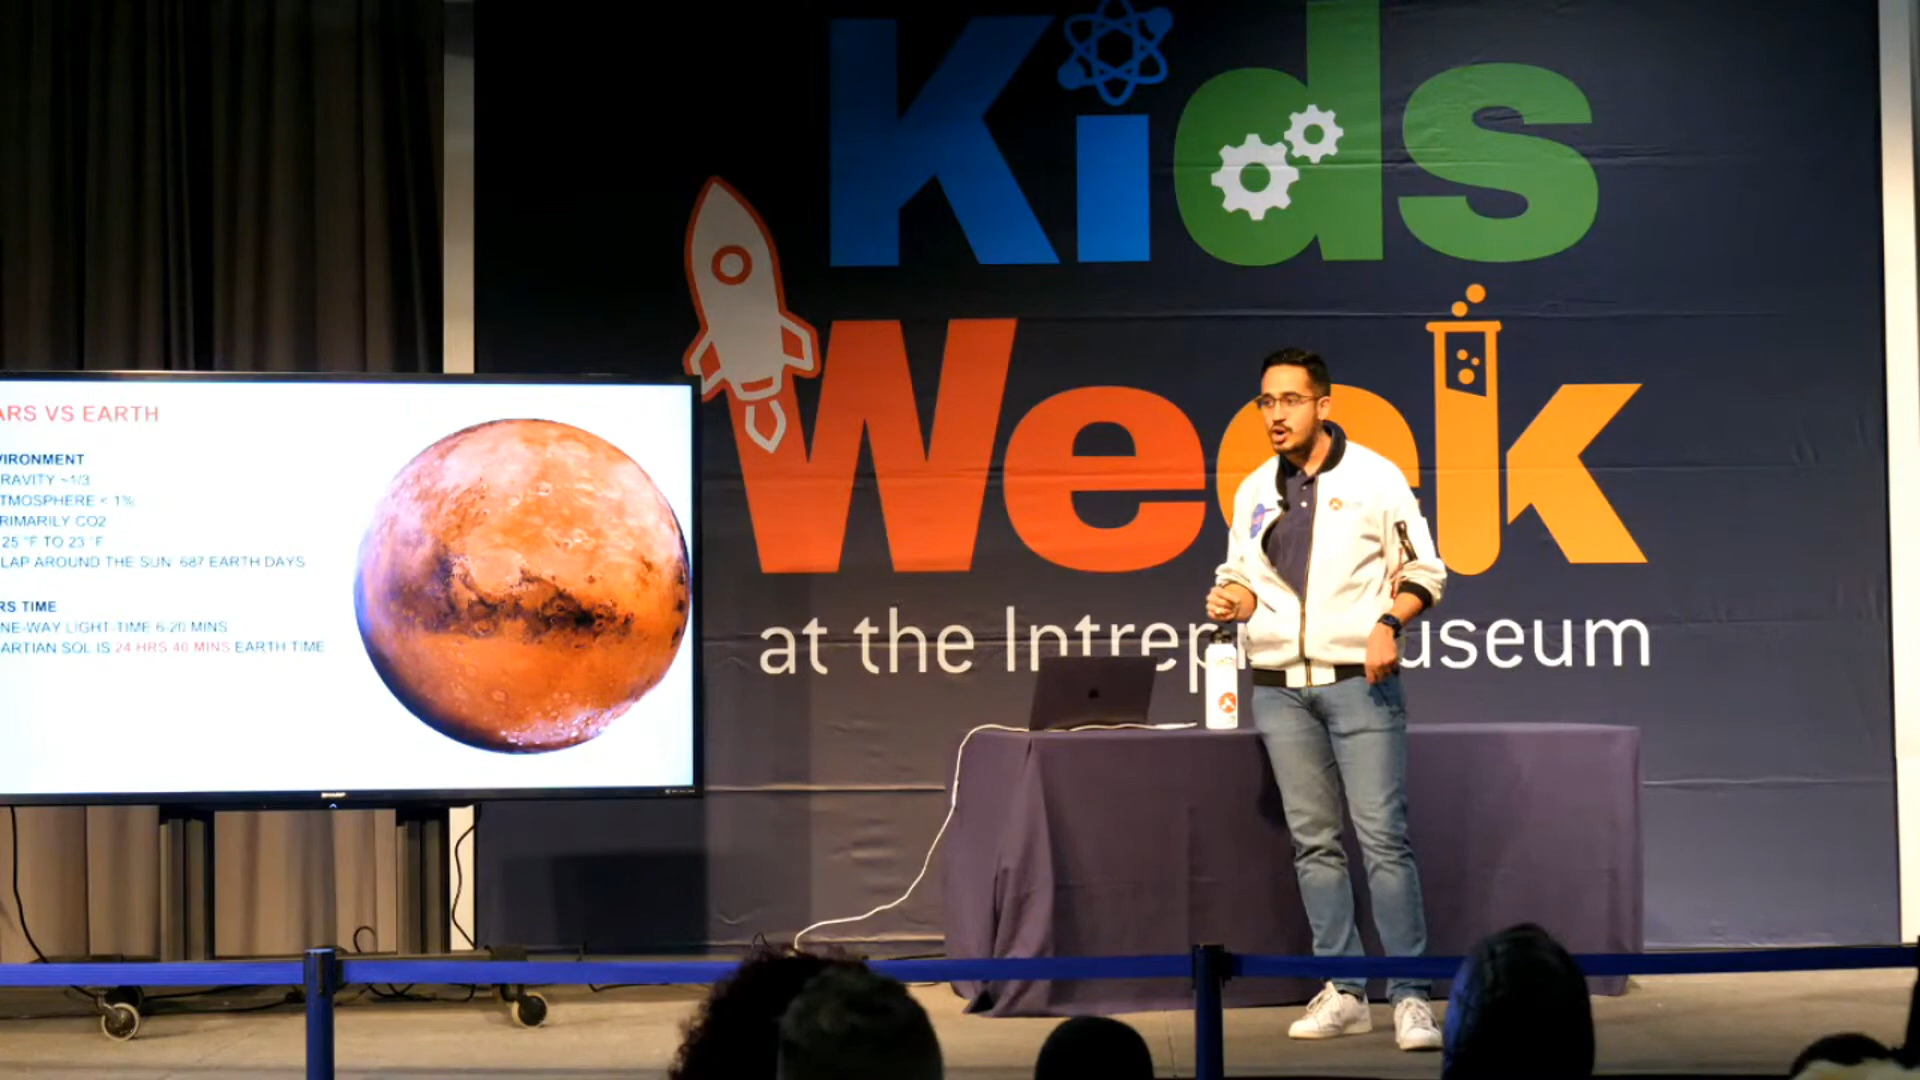 Kids
Week
at the Intrep useum
ARS VS EARTH
VIRONMENT
RAVITY ~1/3
TMOSPHERE < 1%
RIMARILY CO2
25 °F TO 23 °F
LAP AROUND THE SUN: 687 EARTH DAYS
RS TIME
NE-WAY LIGHT-TIME 6-20 MINS
ARTIAN SOL IS 24 HRS 40 MINS EARTH TIME
SHARP